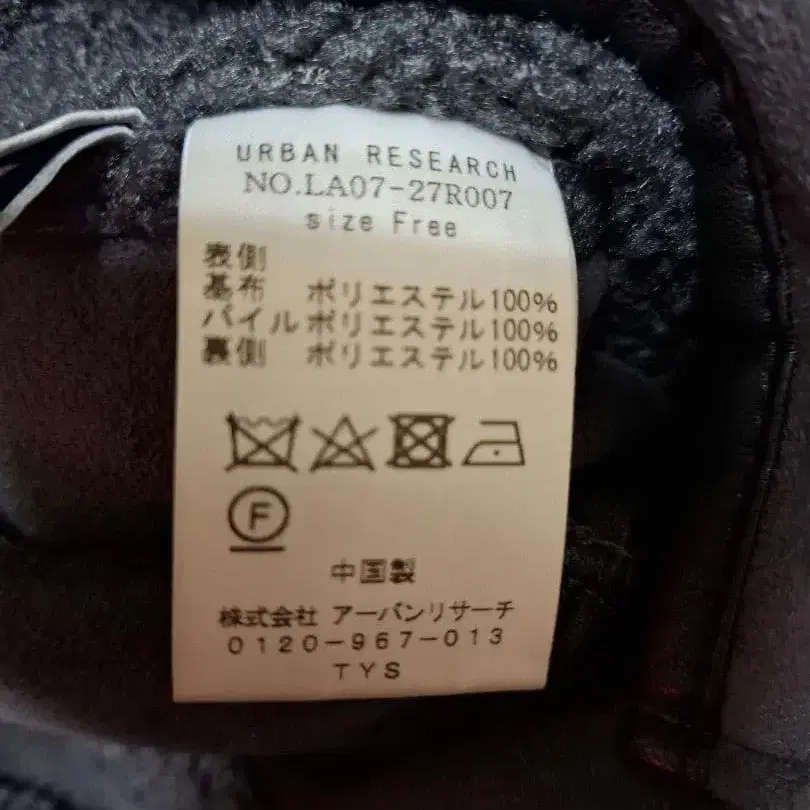 URBAN RESEARCH
NO.LA07-27R007
size Free
表側
基布 ポリエステル100%
パイル ポリエステル100%
裏側 ポリエステル100%
F
中国製
株式会社 アーバンリサーチ
0120-967-013
TYS